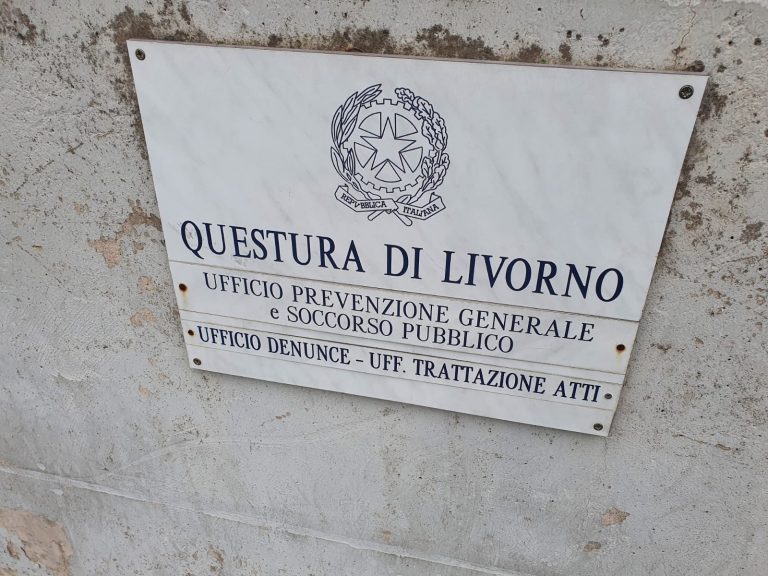 REPVBBLICA ITALIANA
QUESTURA DI LIVORNO
UFFICIO PREVENZIONE GENERALE
e SOCCORSO PUBBLICO
UFFICIO DENUNCE - UFF. TRATTAZIONE ATTI